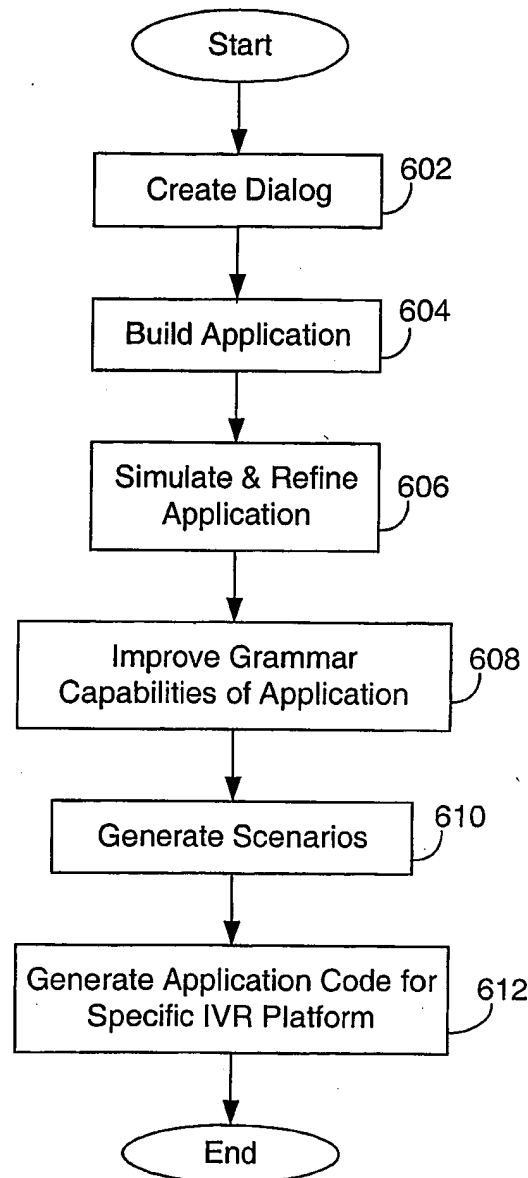 Start
Create Dialog
602
Build Application
604
Simulate & Refine
Application
606
Improve Grammar
Capabilities of Application
608
Generate Scenarios
610
Generate Application Code for
Specific IVR Platform
612
End